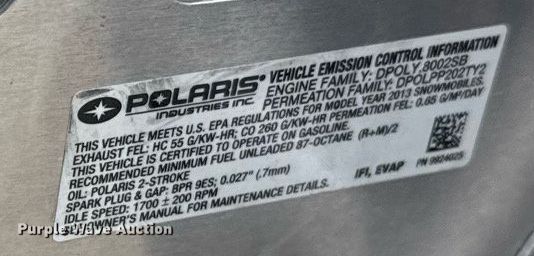 POLARIS
INDUSTRIES INC.
VEHICLE EMISSION CONTROL INFORMATION
ENGINE FAMILY: DPOLY.8002SB
PERMEATION FAMILY: DPOLPP202TY2
THIS VEHICLE MEETS U.S. EPA REGULATIONS FOR MODEL YEAR 2013 SNOWMOBILES.
EXHAUST FEL: HC 55 G/KW-HR; CO 260 G/KW-HR PERMEATION FEL: 0.65 G/M²/DAY
THIS VEHICLE IS CERTIFIED TO OPERATE ON GASOLINE.
RECOMMENDED MINIMUM FUEL UNLEADED 87-OCTANE (R+M)/2
OIL: POLARIS 2-STROKE
SPARK PLUG & GAP: BPR 9ES; 0.027" (.7mm)
IDLE SPEED: 1700 ± 200 RPM
IFI, EVAP PN 9924025
OWNER'S MANUAL FOR MAINTENANCE DETAILS.
Purple Wave Auction